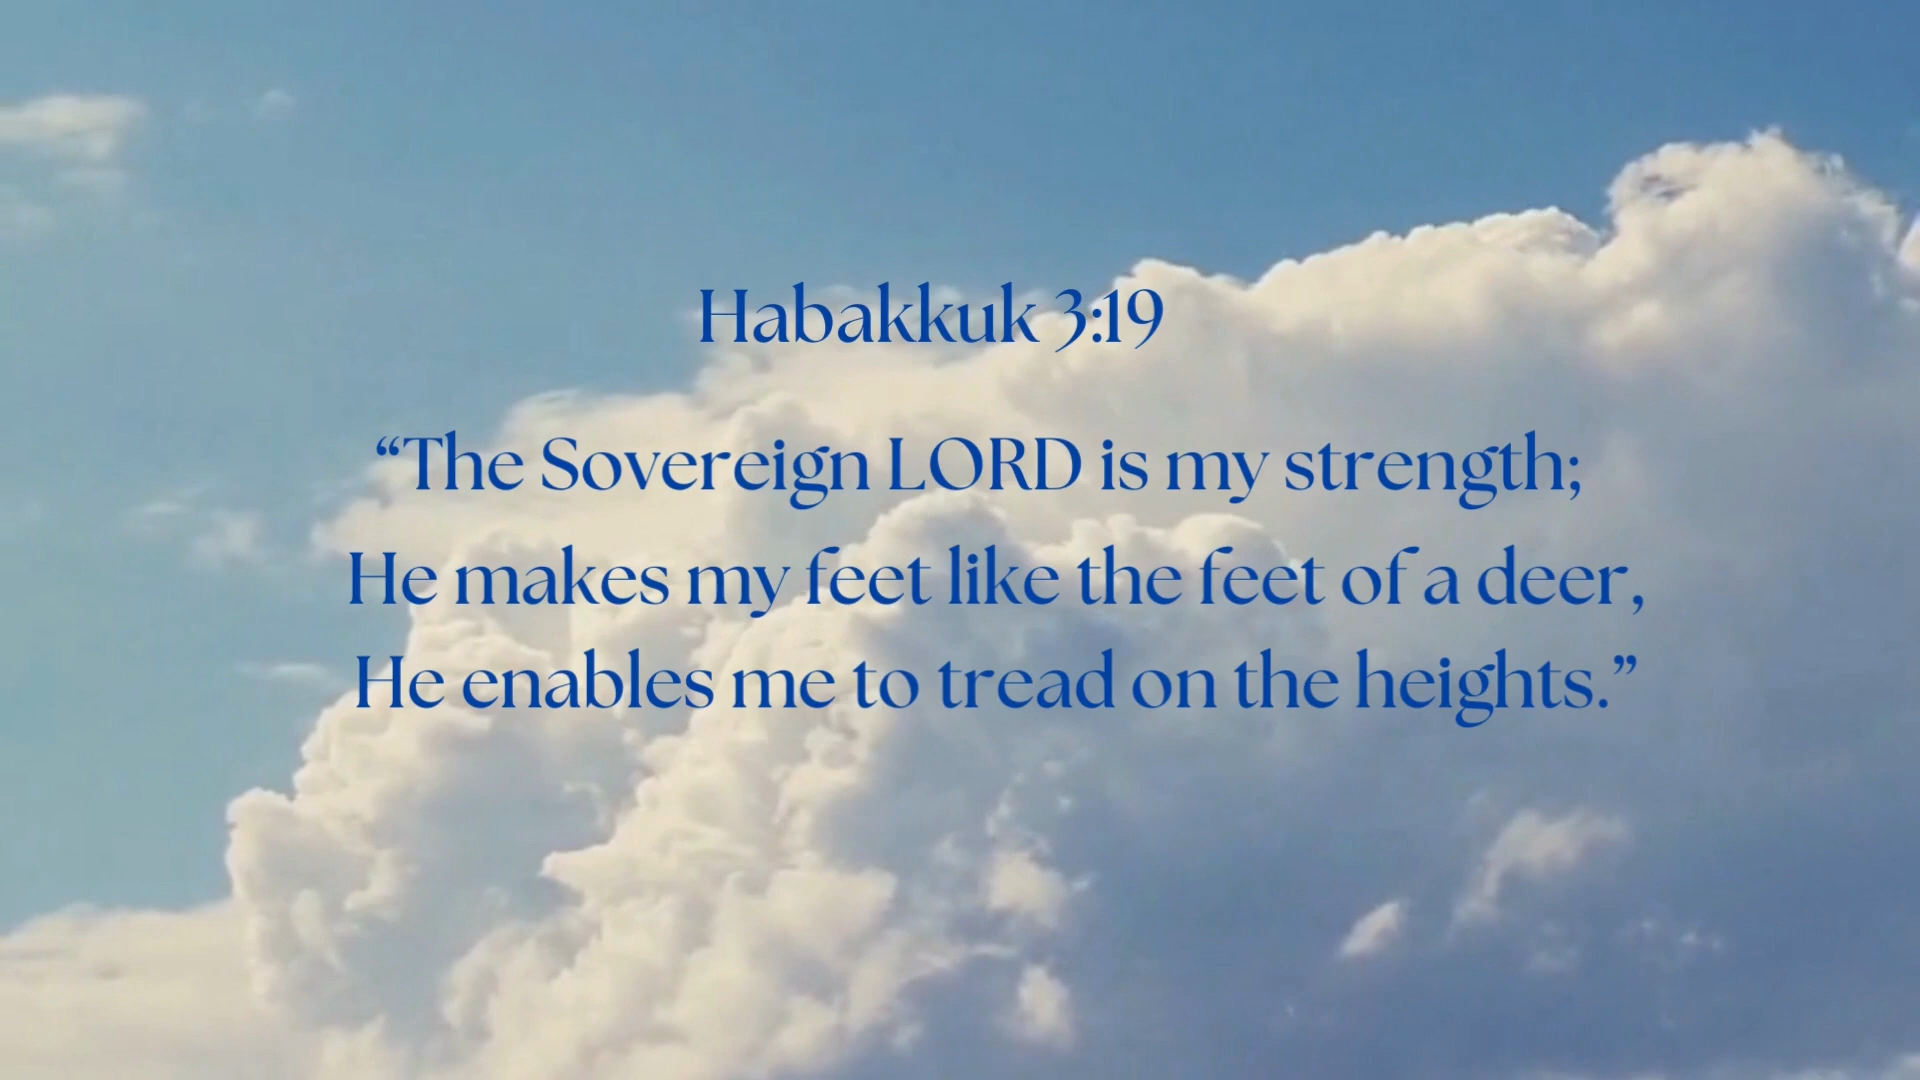 Habakkuk 3:19
“The Sovereign LORD is my strength;
He makes my feet like the feet of a deer,
He enables me to tread on the heights.”